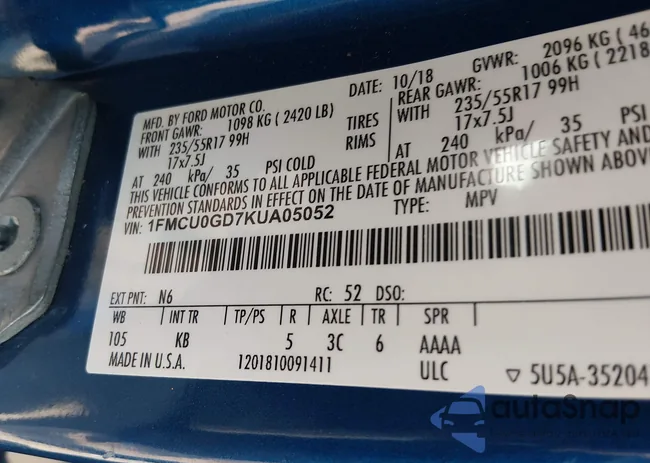 MFD. BY FORD MOTOR CO.
DATE: 10/18
GVWR: 2096 KG ( 46
FRONT GAWR: 1098 KG ( 2420 LB)
REAR GAWR: 1006 KG ( 2218
WITH 235/55R17 99H
TIRES WITH 235/55R17 99H
17x7.5J
RIMS 17x7.5J
AT 240 kPa/ 35 PSI COLD
AT 240 kPa/ 35 PSI
THIS VEHICLE CONFORMS TO ALL APPLICABLE FEDERAL MOTOR VEHICLE SAFETY AND
PREVENTION STANDARDS IN EFFECT ON THE DATE OF MANUFACTURE SHOWN ABOV
VIN: 1FMCU0GD7KUA05052
TYPE: MPV
EXT PNT: N6 RC: 52 DSO:
WB INT TR TP/PS R AXLE TR SPR
105 KB 5 3C 6 AAAA
MADE IN U.S.A. 1201810091411 ULC
5U5A-35204
autoSnap